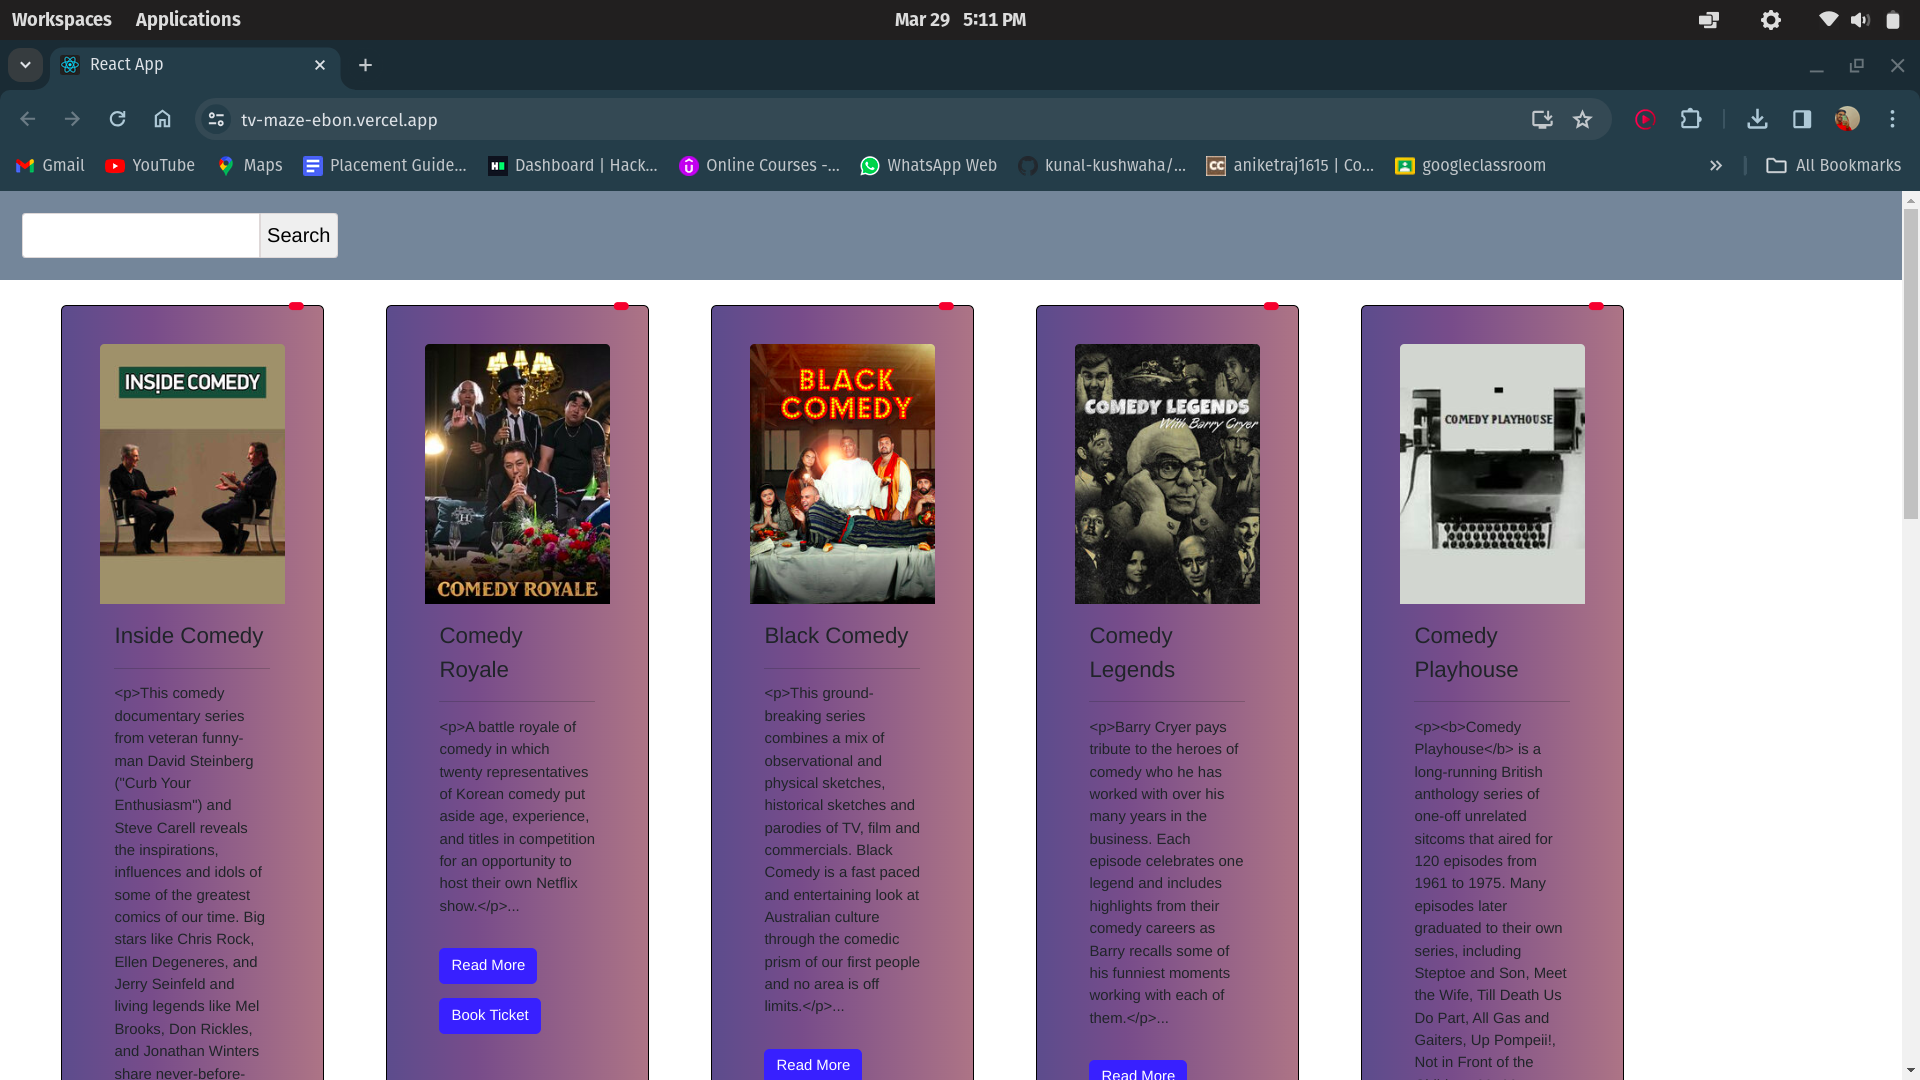 Workspaces Applications Mar 29 5:11 PM
React App
tv-maze-ebon.vercel.app
Gmail YouTube Maps Placement Guide... Dashboard | Hack... Online Courses -... WhatsApp Web kunal-kushwaha/... aniketraj1615 | Co... googleclassroom » All Bookmarks
Search
INSIDE COMEDY
Inside Comedy
<p>This comedy
documentary series
from veteran funny-
man David Steinberg
("Curb Your
Enthusiasm") and
Steve Carell reveals
the inspirations,
influences and idols of
some of the greatest
comics of our time. Big
stars like Chris Rock,
Ellen Degeneres, and
Jerry Seinfeld and
living legends like Mel
Brooks, Don Rickles,
and Jonathan Winters
share never-before-
COMEDY ROYALE
Comedy
Royale
<p>A battle royale of
comedy in which
twenty representatives
of Korean comedy put
aside age, experience,
and titles in competition
for an opportunity to
host their own Netflix
show.</p>...
Read More
Book Ticket
BLACK
COMEDY
Black Comedy
<p>This ground-
breaking series
combines a mix of
observational and
physical sketches,
historical sketches and
parodies of TV, film and
commercials. Black
Comedy is a fast paced
and entertaining look at
Australian culture
through the comedic
prism of our first people
and no area is off
limits.</p>...
Read More
COMEDY LEGENDS
With Barry Cryer
Comedy
Legends
<p>Barry Cryer pays
tribute to the heroes of
comedy who he has
worked with over his
many years in the
business. Each
episode celebrates one
legend and includes
highlights from their
comedy careers as
Barry recalls some of
his funniest moments
working with each of
them.</p>...
Read More
COMEDY PLAYHOUSE
Comedy
Playhouse
<p><b>Comedy
Playhouse</b> is a
long-running British
anthology series of
one-off unrelated
sitcoms that aired for
120 episodes from
1961 to 1975. Many
episodes later
graduated to their own
series, including
Steptoe and Son, Meet
the Wife, Till Death Us
Do Part, All Gas and
Gaiters, Up Pompeii!,
Not in Front of the